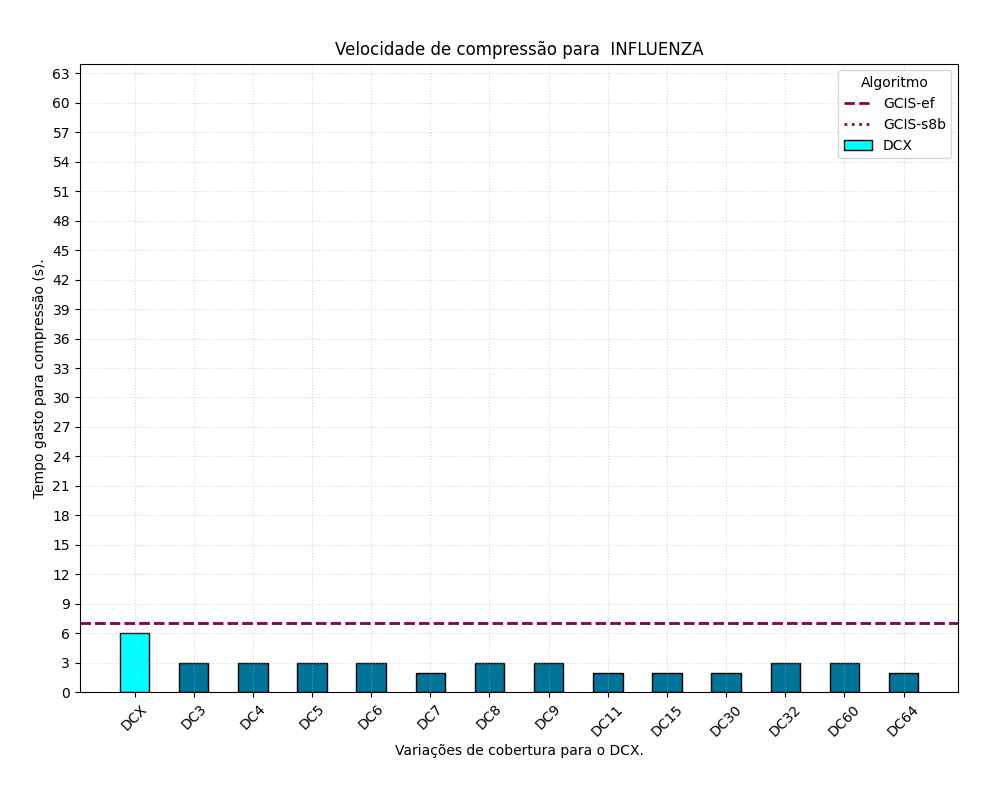 Velocidade de compressão para  INFLUENZA
Algoritmo
GCIS-ef
GCIS-s8b
DCX
Tempo gasto para compressão (s).
63
60
57
54
51
48
45
42
39
36
33
30
27
24
21
18
15
12
9
6
3
0
DCX
DC3
DC4
DC5
DC6
DC7
DC8
DC9
DC11
DC15
DC30
DC32
DC60
DC64
Variações de cobertura para o DCX.